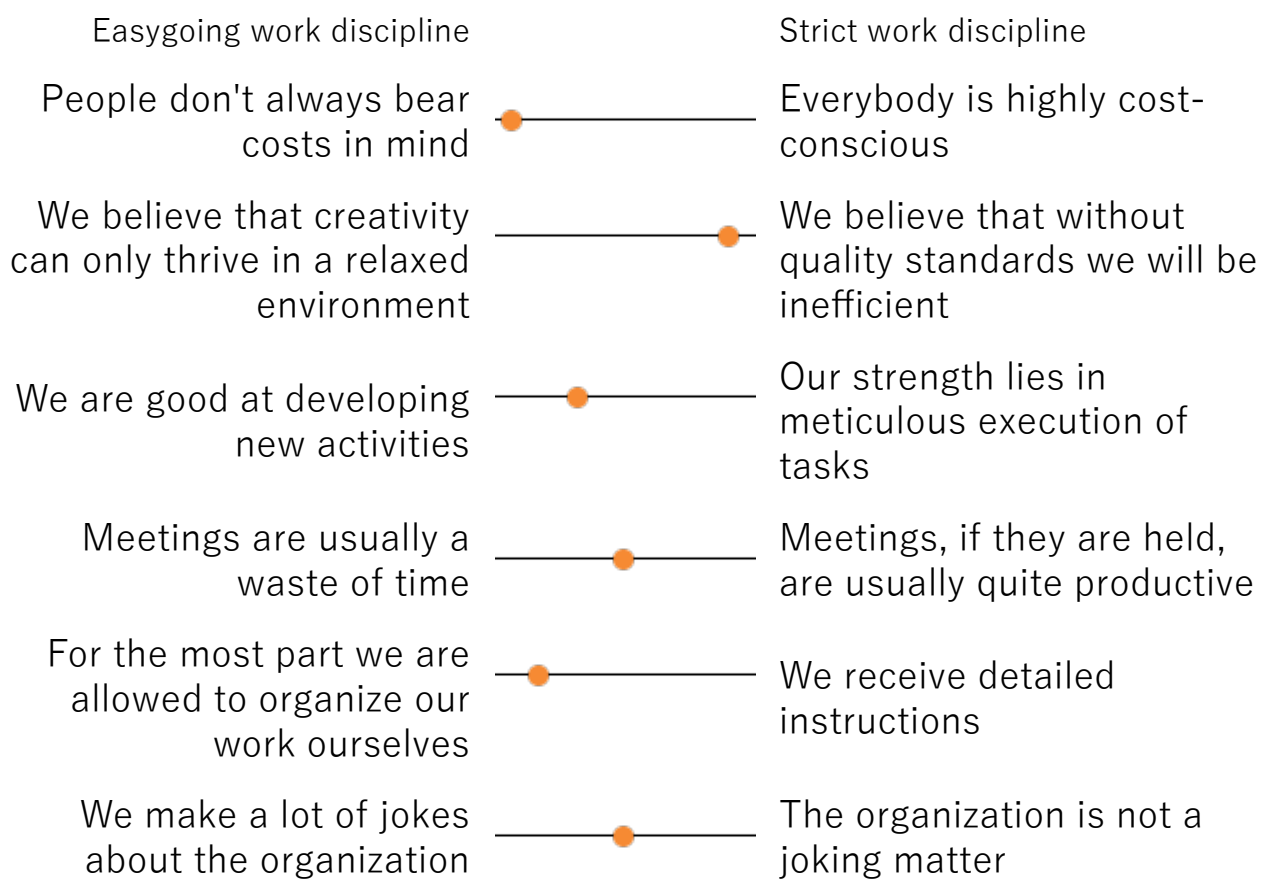 Easygoing work discipline
Strict work discipline
People don't always bear
costs in mind
Everybody is highly cost-
conscious
We believe that creativity
can only thrive in a relaxed
environment
We believe that without
quality standards we will be
inefficient
We are good at developing
new activities
Our strength lies in
meticulous execution of
tasks
Meetings are usually a
waste of time
Meetings, if they are held,
are usually quite productive
For the most part we are
allowed to organize our
work ourselves
We receive detailed
instructions
We make a lot of jokes
about the organization
The organization is not a
joking matter